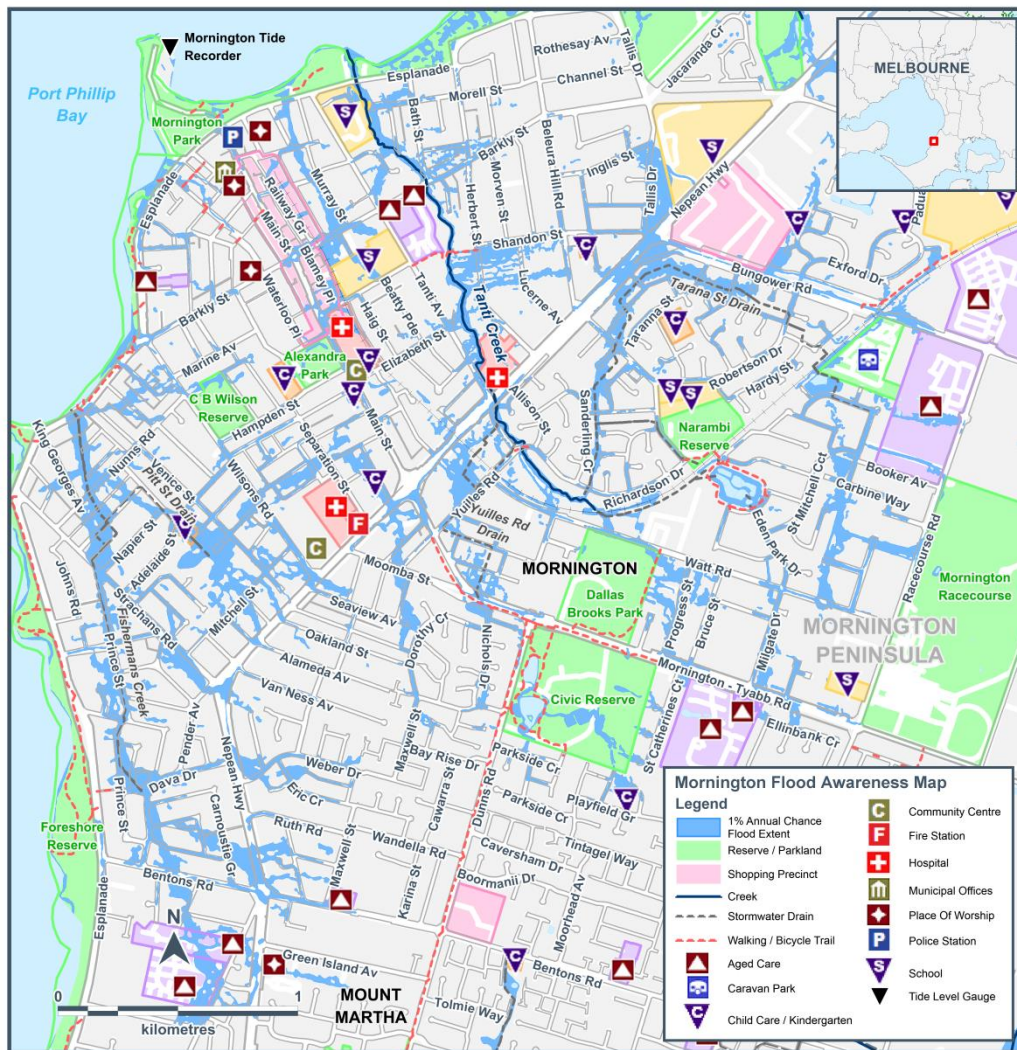 Mornington Tide
Recorder
Port Phillip
Bay
Mornington
Park
P
Esplanade
Rothesay Av
Channel St
Tallis Dr
Jacaranda Cr
Morell St
MELBOURNE
S
Bath St
Barkly St
Beleura Hill Rd
Inglis St
Morven St
Herbert St
Tallis Dr
Nepean Hwy
S
Esplanade
Railway Gr
Main St
Murray St
Blamey Pl
Waterloo Pl
S
Shandon St
C
C
C
Padua
S
Exford Dr
Bungower Rd
Tarana St Drain
Barkly St
Haig St
Beatty Pde
Tanti Av
Tanti Creek
Lucerne Av
Taranna St
C
Marine Av
Alexandra
Park
C
C
Elizabeth St
C B Wilson
Reserve
C
C
Hampden St
Main St
Allison St
Sanderling Cr
S
S
Robertson Dr
Hardy St
Narambi
Reserve
King Georges Av
Nunns Rd
Venice St
Pitt St Drain
Wilsons Rd
Separation St
C
F
C
Yuilles Rd
Yuilles Rd
Drain
Richardson Dr
Eden Park Dr
St Mitchell Cct
Booker Av
Carbine Way
Racecourse Rd
Napier St
Adelaide St
C
Johns Rd
Strachans Rd
Mitchell St
Moomba St
MORNINGTON
Dallas
Brooks Park
Watt Rd
Progress St
Bruce St
Milgate Dr
Mornington
Racecourse
MORNINGTON
PENINSULA
Seaview Av
Oakland St
Alameda Av
Dorothy Cr
Nichols Dr
Prince St
Fishermans Creek
Van Ness Av
Civic Reserve
Mornington - Tyabb Rd
S
St Catherines Ct
Ellinbank Cr
Pender Av
Nepean Hwy
Maxwell St
Bay Rise Dr
Parkside Cr
Dava Dr
Weber Dr
Eric Cr
Cawarra St
Dunns Rd
Parkside Cr
Playfield Gr
C
Foreshore
Reserve
Prince St
Carnoustie Gr
Ruth Rd
Maxwell St
Wandella Rd
Tintagel Way
Caversham Dr
Boormanii Dr
Bentons Rd
Karina St
Moorhead Av
Esplanade
N
Green Island Av
C
Bentons Rd
Tolmie Way
MOUNT
MARTHA
0
1
kilometres
Mornington Flood Awareness Map
Legend
1% Annual Chance
Flood Extent
Reserve / Parkland
Shopping Precinct
Creek
Stormwater Drain
Walking / Bicycle Trail
Aged Care
Caravan Park
C Child Care / Kindergarten
C Community Centre
F Fire Station
Hospital
Municipal Offices
Place Of Worship
P Police Station
S School
Tide Level Gauge